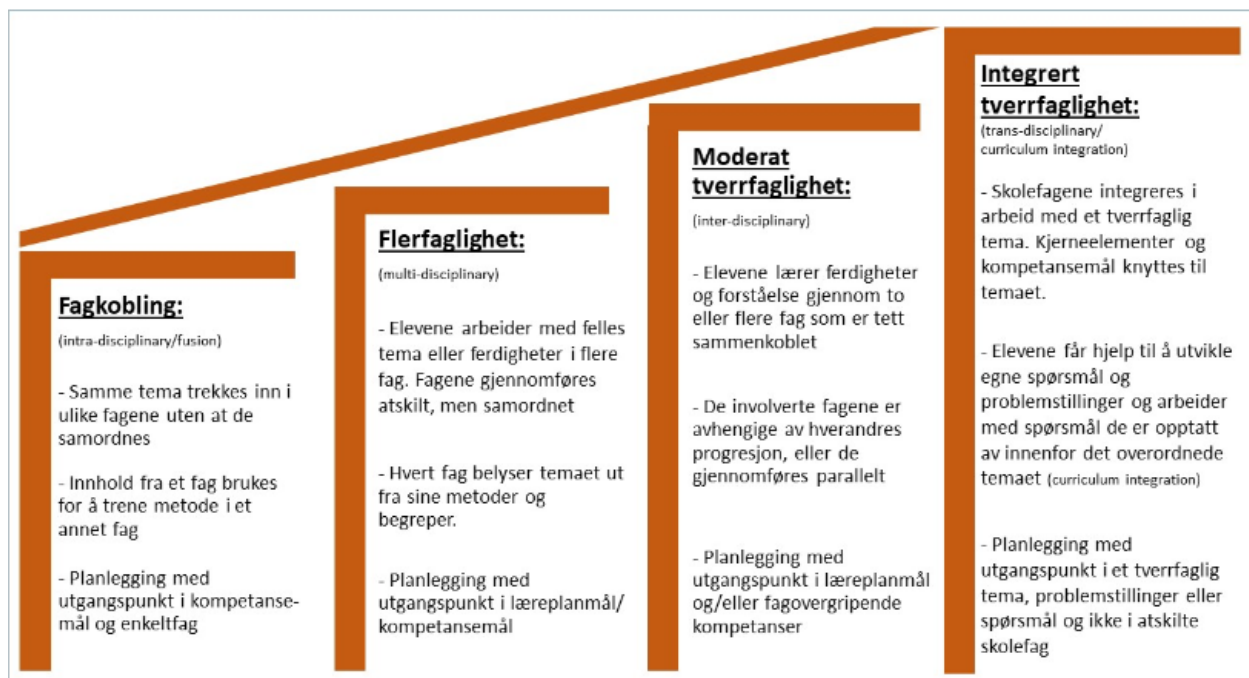 Fagkobling:
(intra-disciplinary/fusion)
- Samme tema trekkes inn i
ulike fagene uten at de
samordnes
- Innhold fra et fag brukes
for å trene metode i et
annet fag
- Planlegging med
utgangspunkt i kompetanse-
mål og enkeltfag
Flerfaglighet:
(multi-disciplinary)
- Elevene arbeider med felles
tema eller ferdigheter i flere
fag. Fagene gjennomføres
atskilt, men samordnet
- Hvert fag belyser temaet ut
fra sine metoder og
begreper.
- Planlegging med
utgangspunkt i læreplanmål/
kompetansemål
Moderat
tverrfaglighet:
(inter-disciplinary)
- Elevene lærer ferdigheter
og forståelse gjennom to
eller flere fag som er tett
sammenkoblet
- De involverte fagene er
avhengige av hverandres
progresjon, eller de
gjennomføres parallelt
- Planlegging med
utgangspunkt i læreplanmål
og/eller fagovergripende
kompetanser
Integrert
tverrfaglighet:
(trans-disciplinary/
curriculum integration)
- Skolefagene integreres i
arbeid med et tverrfaglig
tema. Kjerneelementer og
kompetansemål knyttes til
temaet.
- Elevene får hjelp til å utvikle
egne spørsmål og
problemstillinger og arbeider
med spørsmål de er opptatt
av innenfor det overordnede
temaet (curriculum integration)
- Planlegging med
utgangspunkt i et tverrfaglig
tema, problemstillinger eller
spørsmål og ikke i atskilte
skolefag